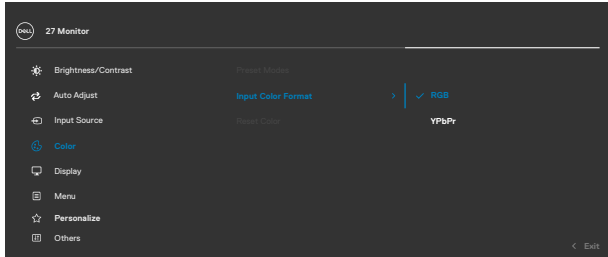 DELL 27 Monitor
Brightness/Contrast Preset Modes
Auto Adjust Input Color Format > ✓ RGB
Input Source Reset Color YPbPr
Color
Display
Menu
Personalize
Others
< Exit